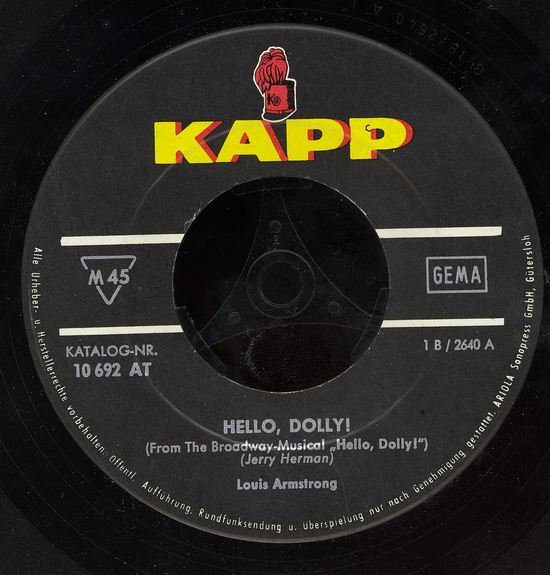 K
KAPP
M 45
GEMA
KATALOG-NR.
10 692 AT
1 B / 2640 A
HELLO, DOLLY!
(From The Broadway-Musical „Hello, Dolly!“)
(Jerry Herman)
Louis Armstrong
Alle Urheber- u. Herstellerrechte vorbehalten. öffentl. Aufführung, Rundfunksendung u. Überspielung nur nach Genehmigung gestattet. ARIOLA Sonopress GmbH, Gütersloh